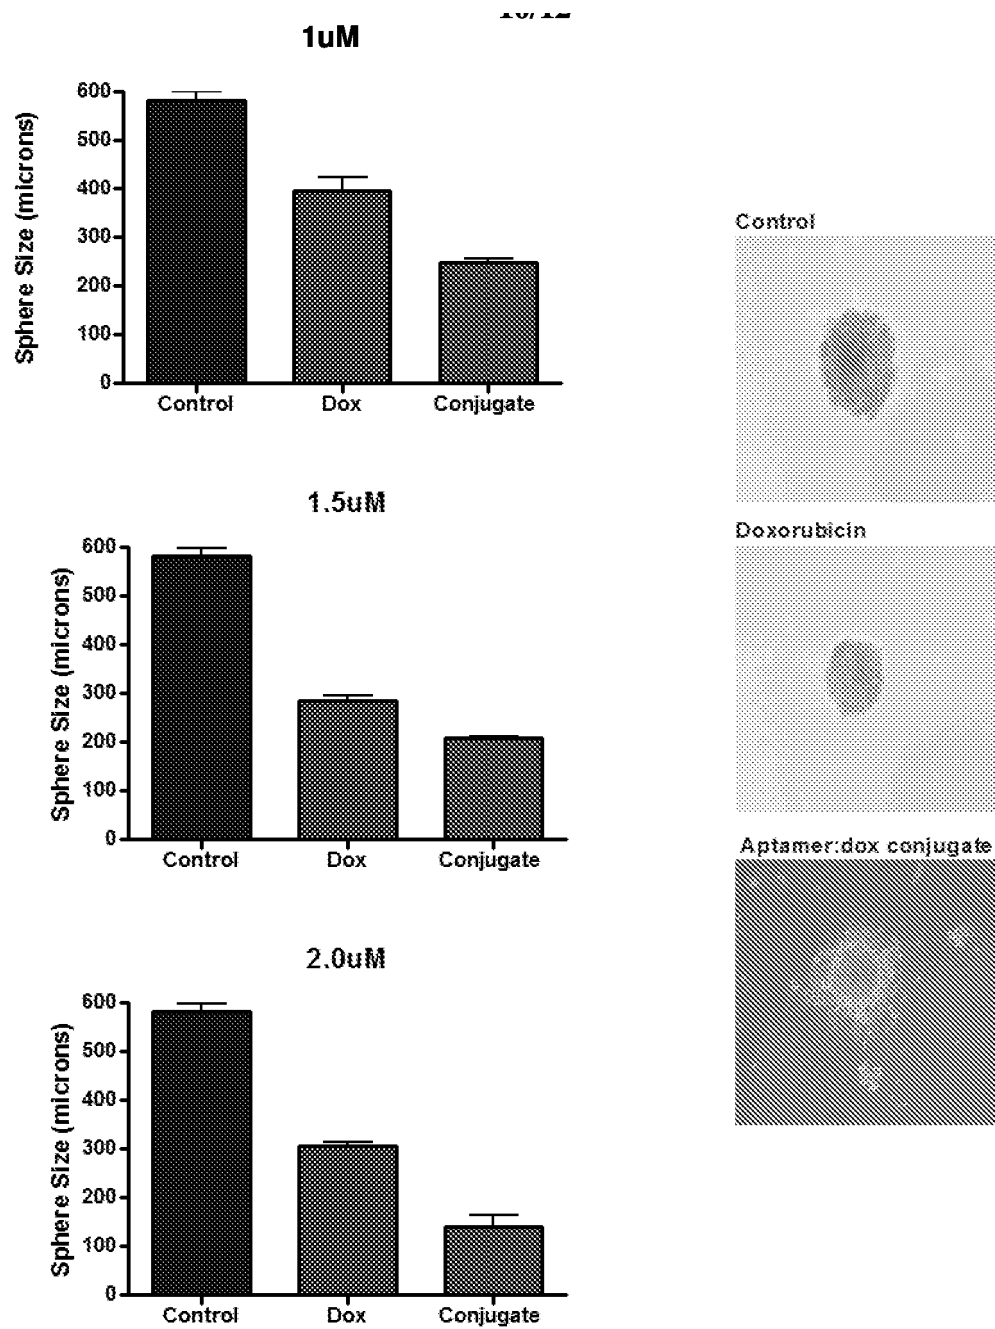 1uM
Sphere Size (microns)
600
500
400
300
200
100
0
Control Dox Conjugate
1.5uM
Sphere Size (microns)
600
500
400
300
200
100
0
Control Dox Conjugate
2.0uM
Sphere Size (microns)
600
500
400
300
200
100
0
Control Dox Conjugate
Control
Doxorubicin
Aptamer:dox conjugate